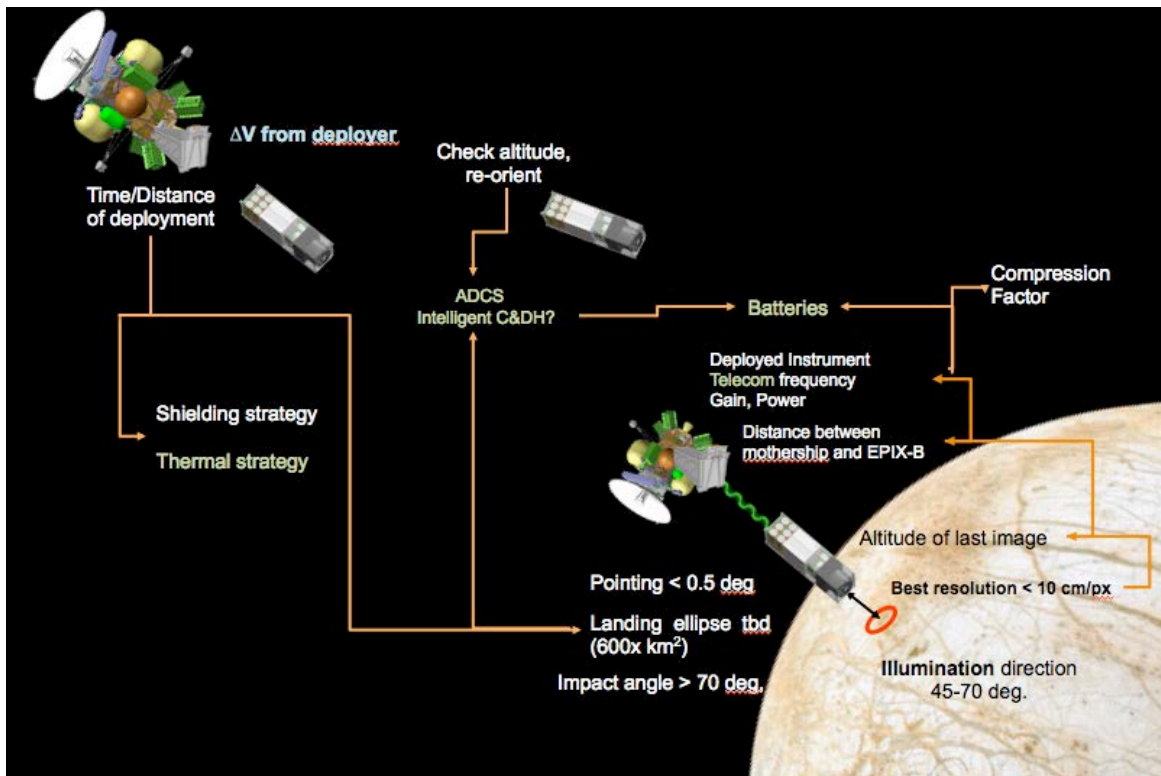 ΔV from deployer
Time/Distance
of deployment
Check altitude,
re-orient
ADCS
Intelligent C&DH?
Batteries
Compression
Factor
Shielding strategy
Thermal strategy
Deployed Instrument
Telecom frequency
Gain, Power
Distance between
mothership and EPIX-B
Altitude of last image
Best resolution < 10 cm/px
Pointing < 0.5 deg
Landing ellipse tbd
(600x km²)
Impact angle > 70 deg,
Illumination direction
45-70 deg.